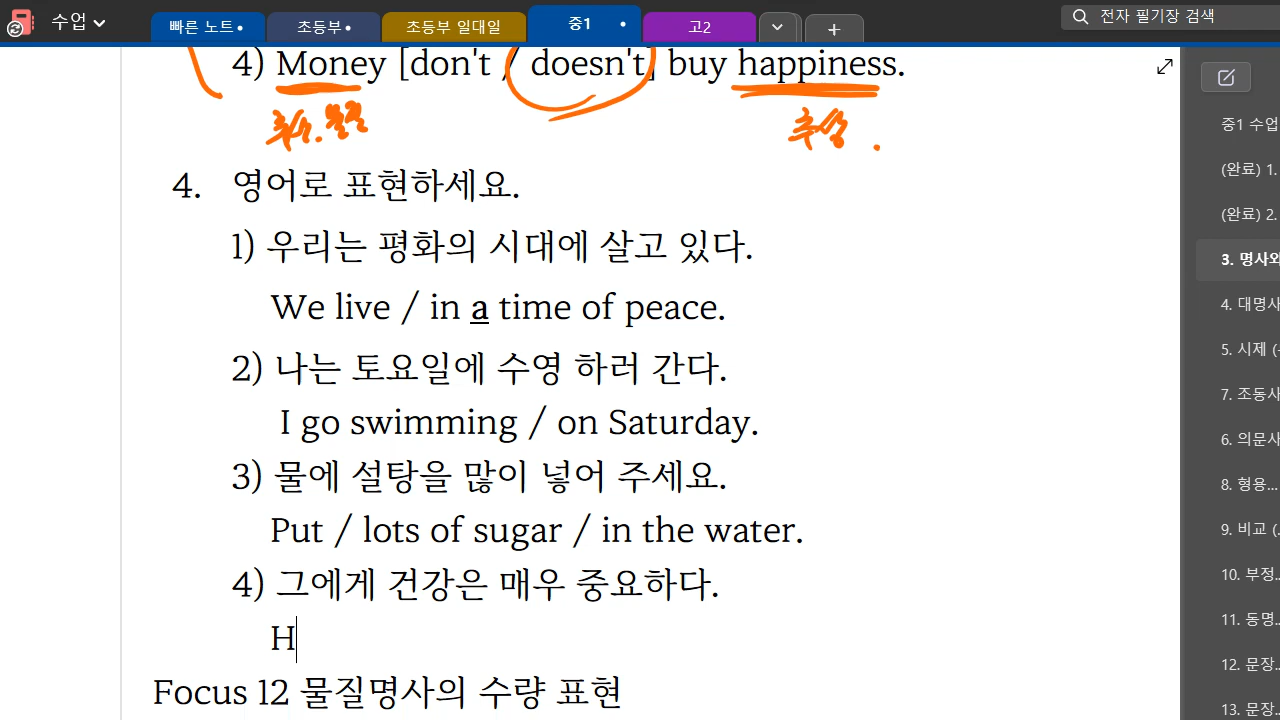 수업
빠른 노트
초등부
초등부 일대일
중1
고2
전자 필기장 검색
4) Money [don't / doesn't] buy happiness.
추상. 물질
추상.
4. 영어로 표현하세요.
1) 우리는 평화의 시대에 살고 있다.
We live / in a time of peace.
2) 나는 토요일에 수영 하러 간다.
I go swimming / on Saturday.
3) 물에 설탕을 많이 넣어 주세요.
Put / lots of sugar / in the water.
4) 그에게 건강은 매우 중요하다.
H
Focus 12 물질명사의 수량 표현
중1 수업
(완료) 1.
(완료) 2.
3. 명사와
4. 대명사
5. 시제 (
7. 조동사
6. 의문사
8. 형용...
9. 비교 (.
10. 부정..
11. 동명..
12. 문장..
13. 문장..